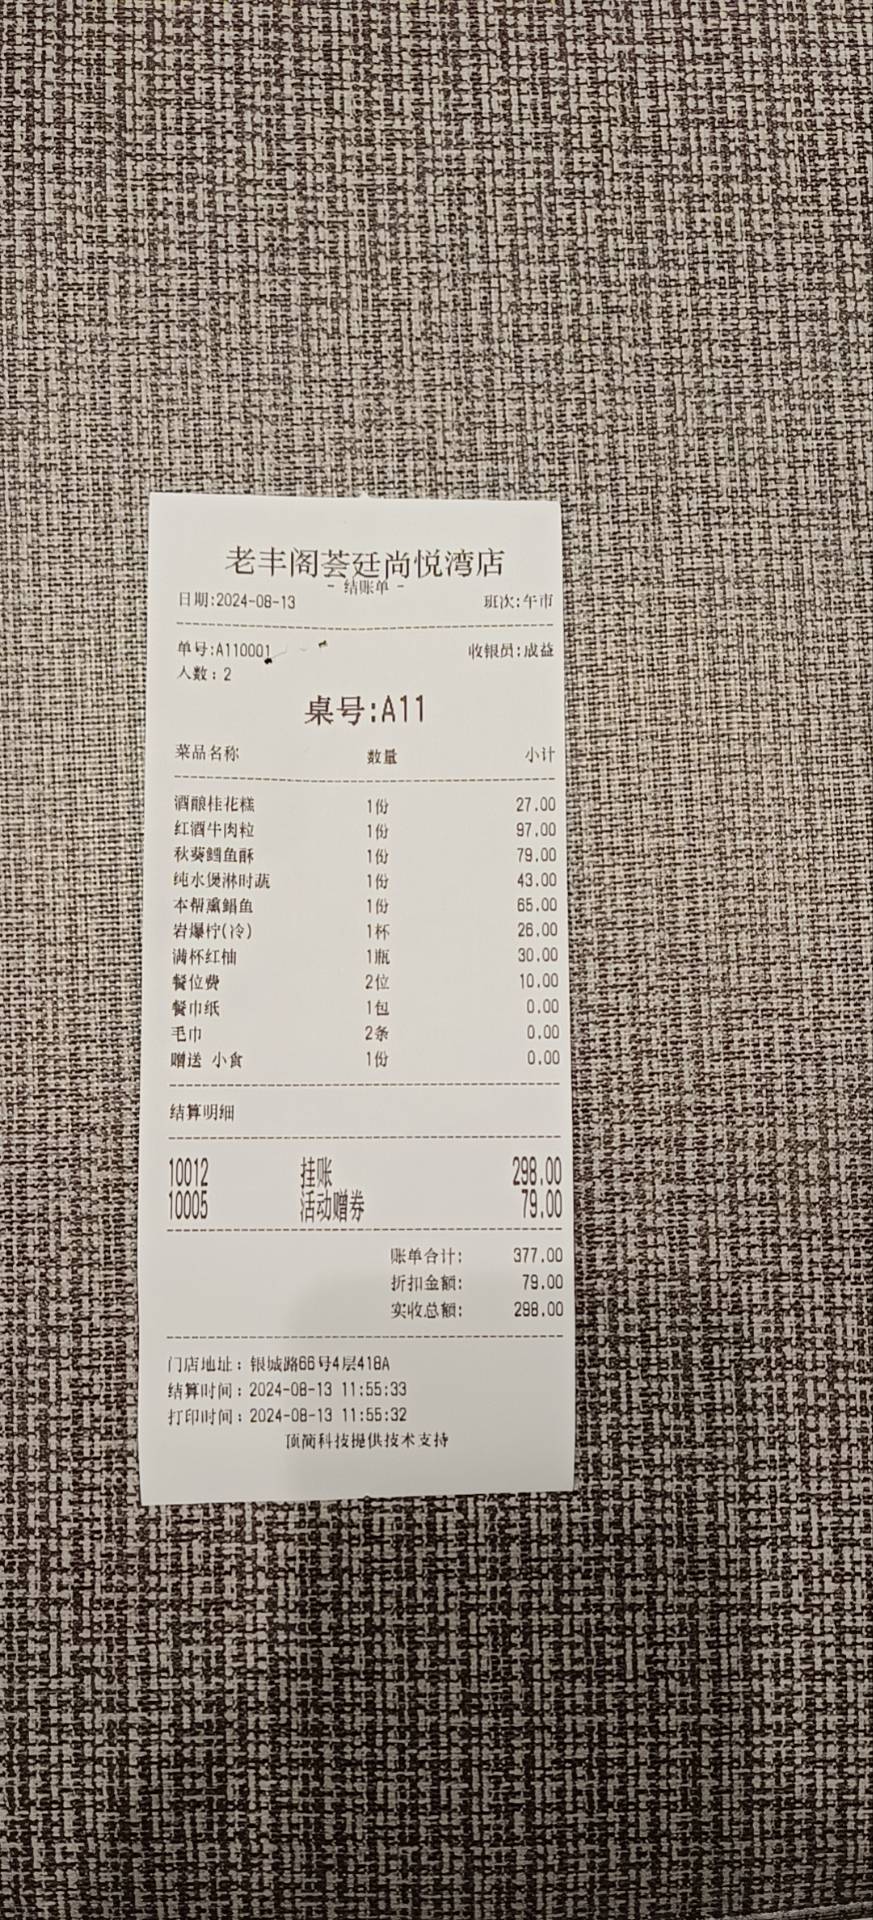 老丰阁荟廷尚悦湾店
- 结账单 -
日期:2024-08-13 班次:午市
单号:A110001 收银员:成益
人数:2
桌号:A11
菜品名称 数量 小计
酒酿桂花糕 1份 27.00
红酒牛肉粒 1份 97.00
秋葵鳕鱼酥 1份 79.00
纯水煲淋时蔬 1份 43.00
本帮熏鲳鱼 1份 65.00
岩爆柠(冷) 1杯 26.00
满杯红柚 1瓶 30.00
餐位费 2位 10.00
餐巾纸 1包 0.00
毛巾 2条 0.00
赠送 小食 1份 0.00
结算明细
10012 挂账 298.00
10005 活动赠券 79.00
账单合计: 377.00
折扣金额: 79.00
实收总额: 298.00
门店地址:银城路66号4层418A
结算时间:2024-08-13 11:55:33
打印时间:2024-08-13 11:55:32
顶简科技提供技术支持